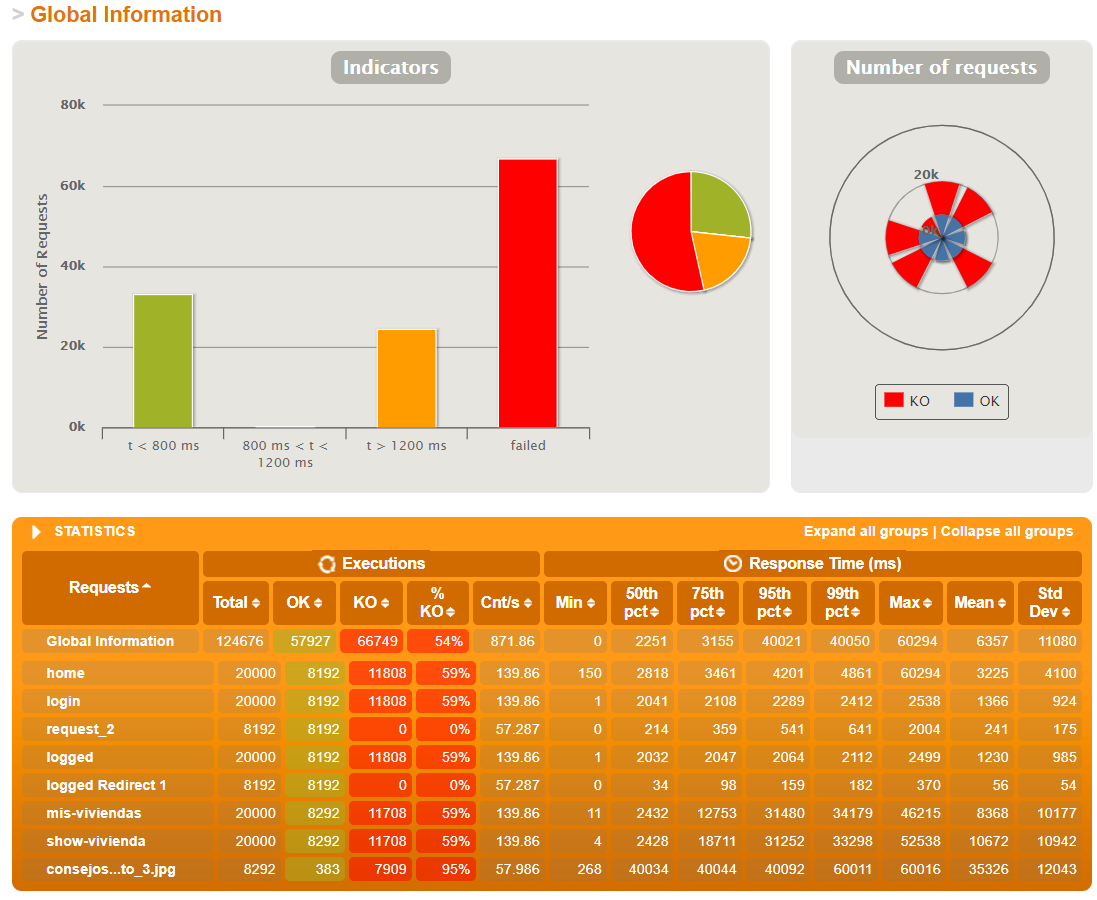 > Global Information
Indicators
Number of requests
Number of Requests
80k
60k
40k
20k
0k
t < 800 ms
800 ms < t <
1200 ms
t > 1200 ms
failed
20k
0k
KO OK
STATISTICS
Expand all groups | Collapse all groups
Requests Executions Response Time (ms)
Total OK KO % KO Cnt/s Min 50th pct 75th pct 95th pct 99th pct Max Mean Std Dev
Global Information 124676 57927 66749 54% 871.86 0 2251 3155 40021 40050 60294 6357 11080
home 20000 8192 11808 59% 139.86 150 2818 3461 4201 4861 60294 3225 4100
login 20000 8192 11808 59% 139.86 1 2041 2108 2289 2412 2538 1366 924
request_2 8192 8192 0 0% 57.287 0 214 359 541 641 2004 241 175
logged 20000 8192 11808 59% 139.86 1 2032 2047 2064 2112 2499 1230 985
logged Redirect 1 8192 8192 0 0% 57.287 0 34 98 159 182 370 56 54
mis-viviendas 20000 8292 11708 59% 139.86 11 2432 12753 31480 34179 46215 8368 10177
show-vivienda 20000 8292 11708 59% 139.86 4 2428 18711 31252 33298 52538 10672 10942
consejos...to_3.jpg 8292 383 7909 95% 57.986 268 40034 40044 40092 60011 60016 35326 12043